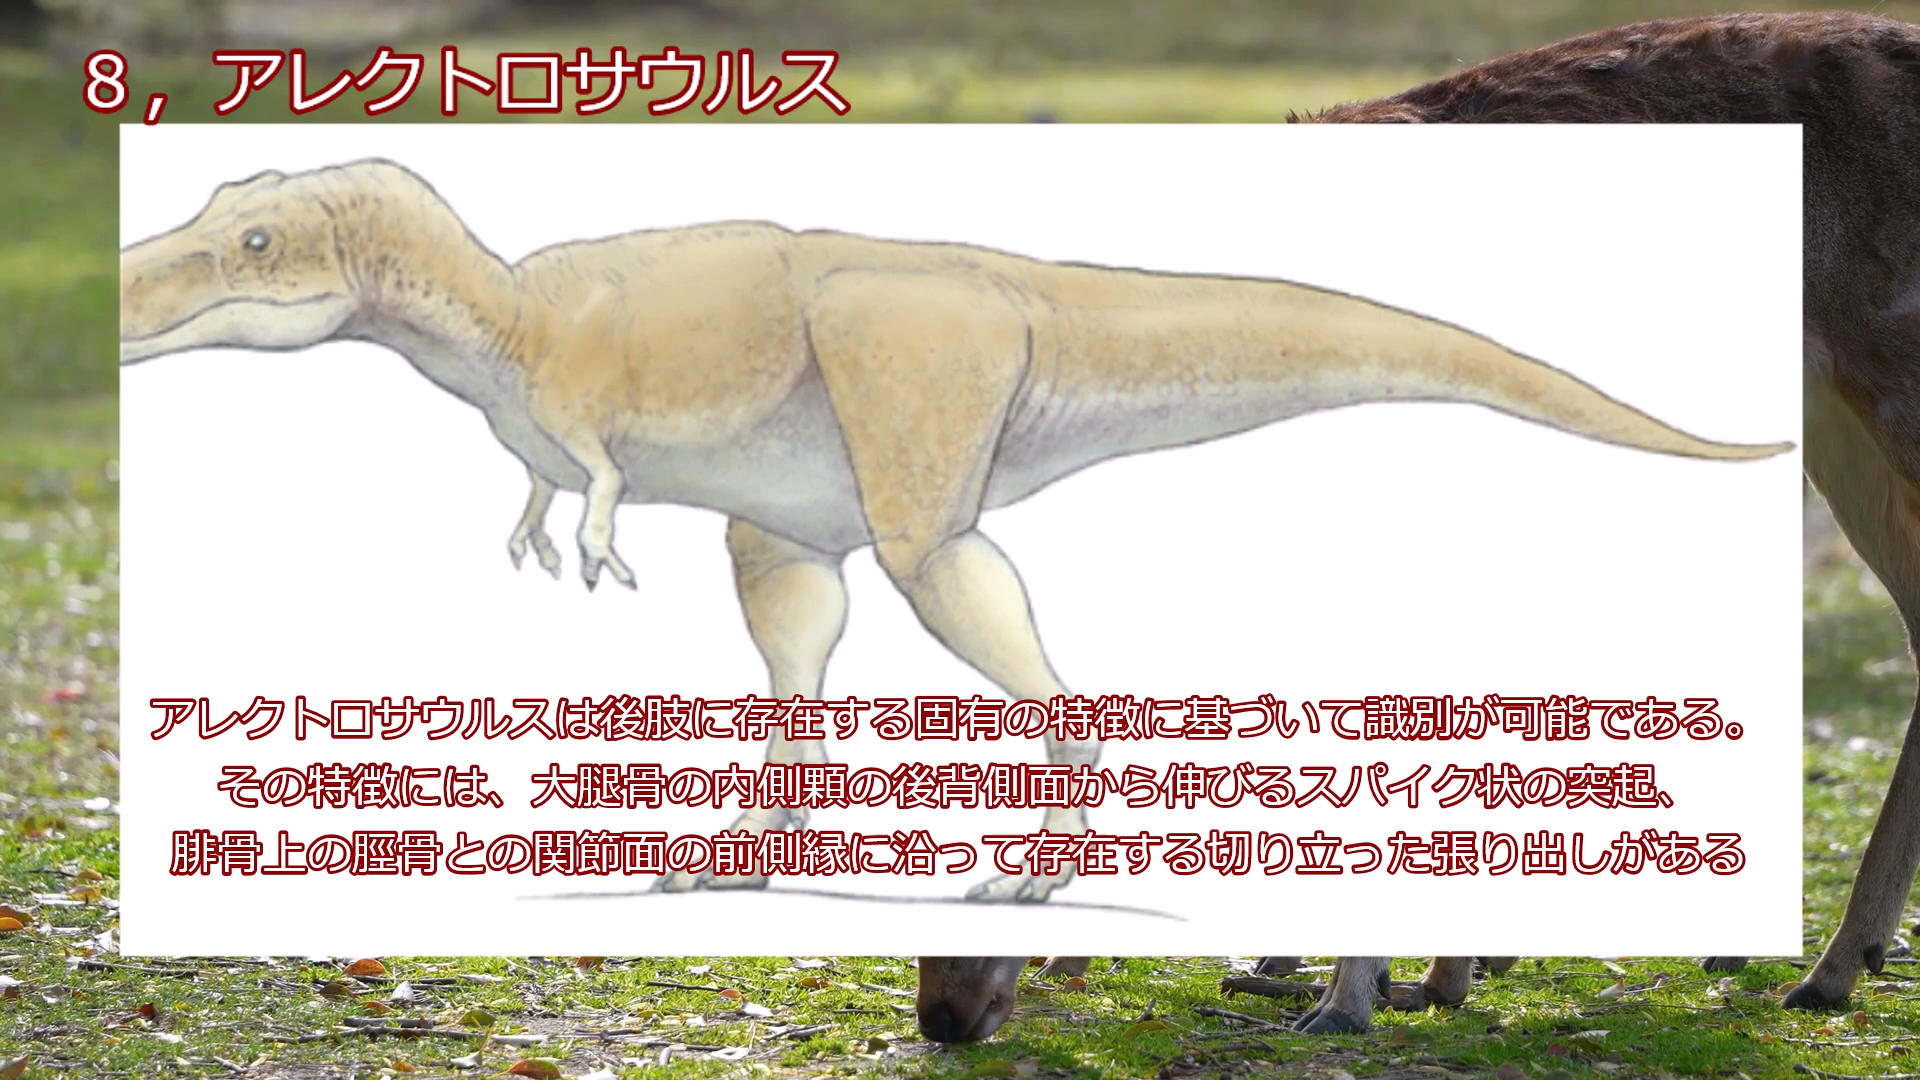 8，アレクトロサウルス
アレクトロサウルスは後肢に存在する固有の特徴に基づいて識別が可能である。
その特徴には、大腿骨の内側顆の後背側面から伸びるスパイク状の突起、
腓骨上の脛骨との関節面の前側縁に沿って存在する切り立った張り出しがある